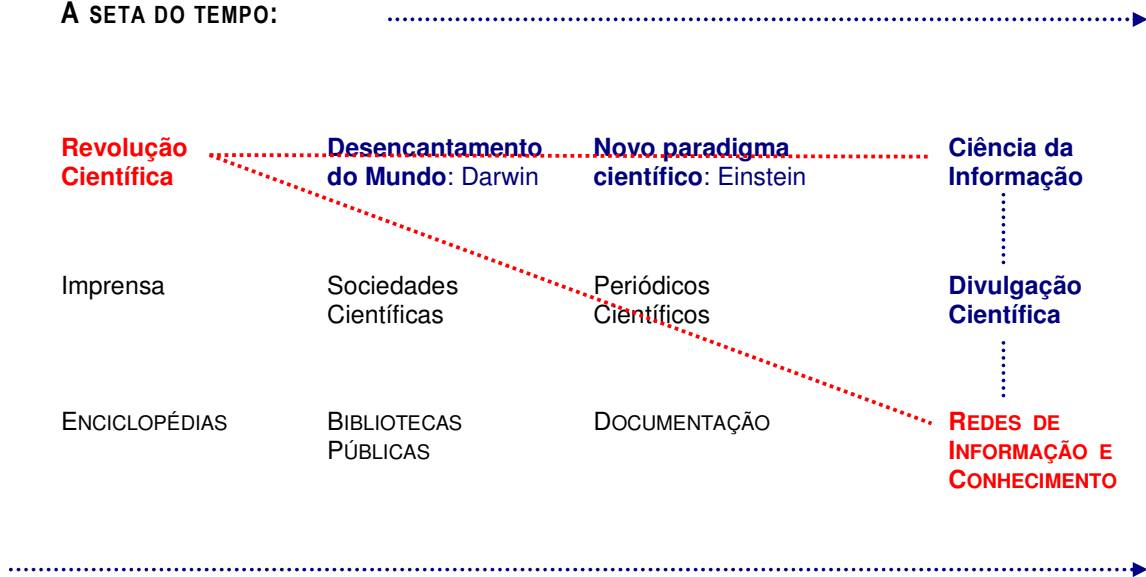 A SETA DO TEMPO:
Revolução
Científica
Desencantamento
do Mundo: Darwin
Novo paradigma
científico: Einstein
Ciência da
Informação
Imprensa
Sociedades
Científicas
Periódicos
Científicos
Divulgação
Científica
ENCICLOPÉDIAS
BIBLIOTECAS
PÚBLICAS
DOCUMENTAÇÃO
REDES DE
INFORMAÇÃO E
CONHECIMENTO